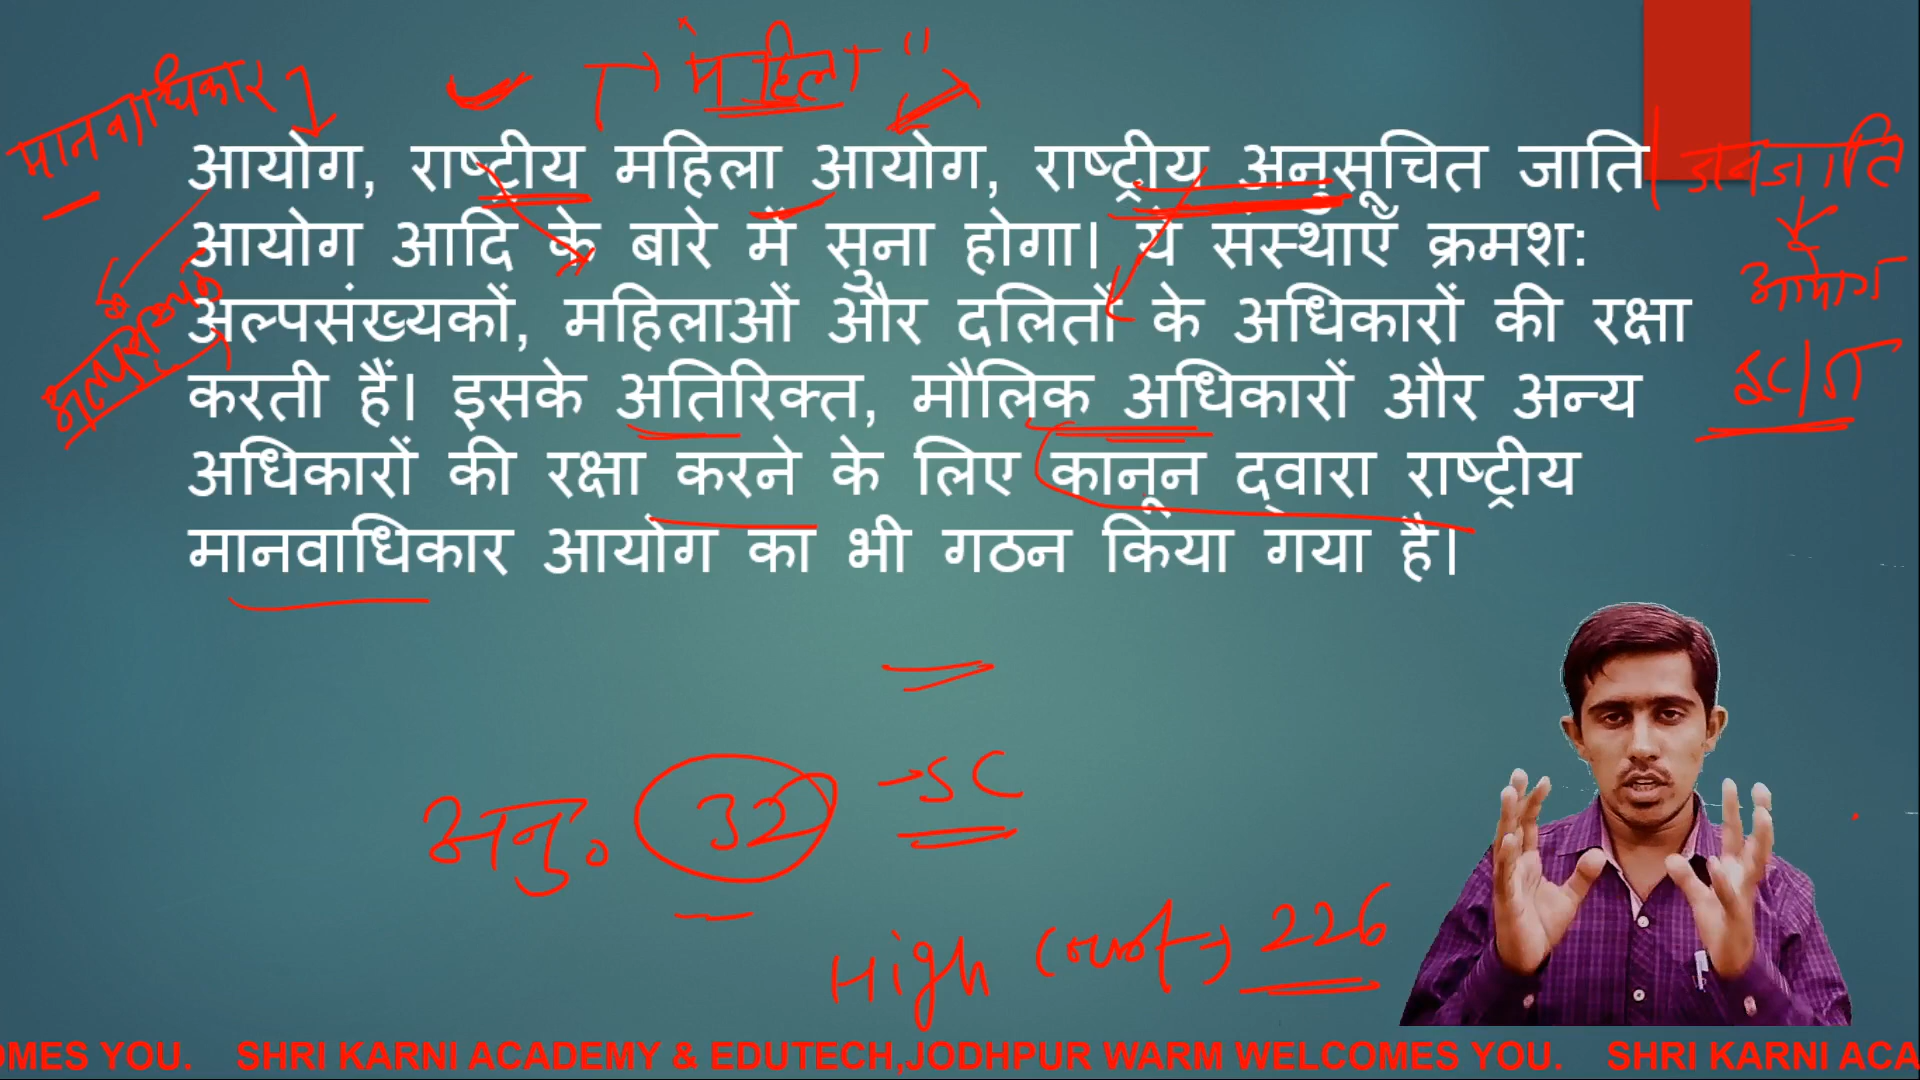 मानवाधिकार
"महिला"
आयोग, राष्ट्रीय महिला आयोग, राष्ट्रीय अनुसूचित जाति
जनजाति
आयोग
आयोग आदि के बारे में सुना होगा। ये संस्थाएँ क्रमश:
अल्पसंख्यकों, महिलाओं और दलितों के अधिकारों की रक्षा
करती हैं। इसके अतिरिक्त, मौलिक अधिकारों और अन्य
अधिकारों की रक्षा करने के लिए कानून द्वारा राष्ट्रीय
मानवाधिकार आयोग का भी गठन किया गया है।
अनु० 32 → SC
High Court → 226
OMES YOU. SHRI KARNI ACADEMY & EDUTECH,JODHPUR WARM WELCOMES YOU. SHRI KARNI ACA